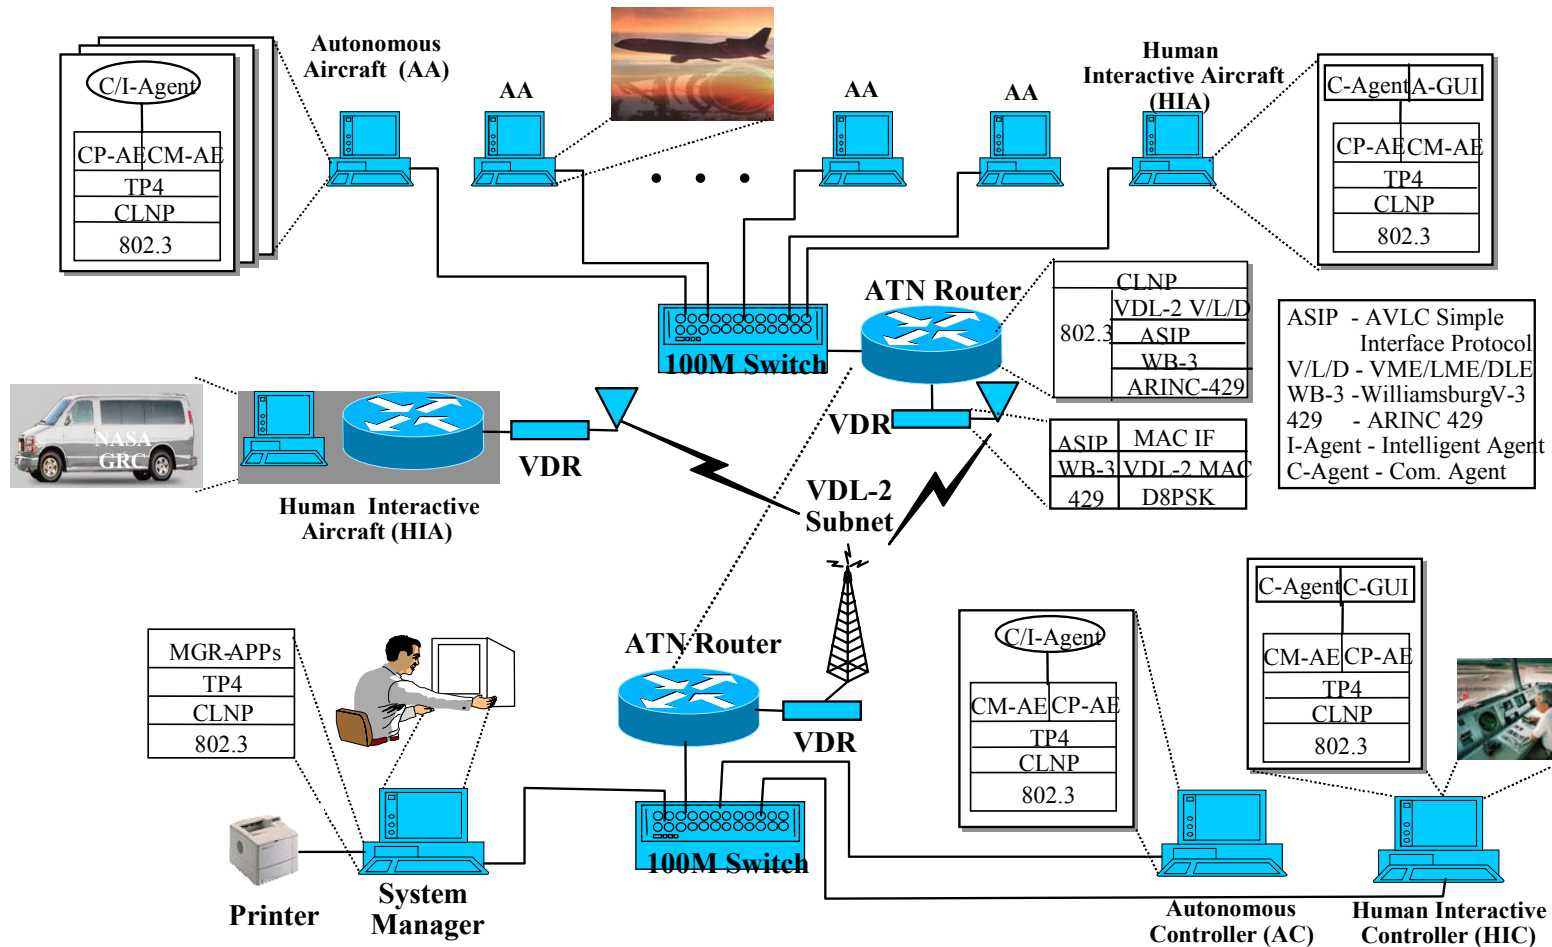 Autonomous
Aircraft (AA)
AA
AA
AA
Human
Interactive Aircraft
(HIA)
C/I-Agent
CP-AE CM-AE
TP4
CLNP
802.3
C-Agent A-GUI
CP-AE CM-AE
TP4
CLNP
802.3
ATN Router
100M Switch
CLNP
802.3
VDL-2 V/L/D
ASIP
WB-3
ARINC-429
ASIP - AVLC Simple
Interface Protocol
V/L/D - VME/LME/DLE
WB-3 -WilliamsburgV-3
429 - ARINC 429
I-Agent - Intelligent Agent
C-Agent - Com. Agent
NASA
GRC
VDR
Human Interactive
Aircraft (HIA)
VDR
ASIP MAC IF
WB-3 VDL-2 MAC
429 D8PSK
VDL-2
Subnet
MGR-APPs
TP4
CLNP
802.3
ATN Router
VDR
C/I-Agent
CM-AE CP-AE
TP4
CLNP
802.3
C-Agent C-GUI
CM-AE CP-AE
TP4
CLNP
802.3
100M Switch
Printer
System
Manager
Autonomous
Controller (AC)
Human Interactive
Controller (HIC)